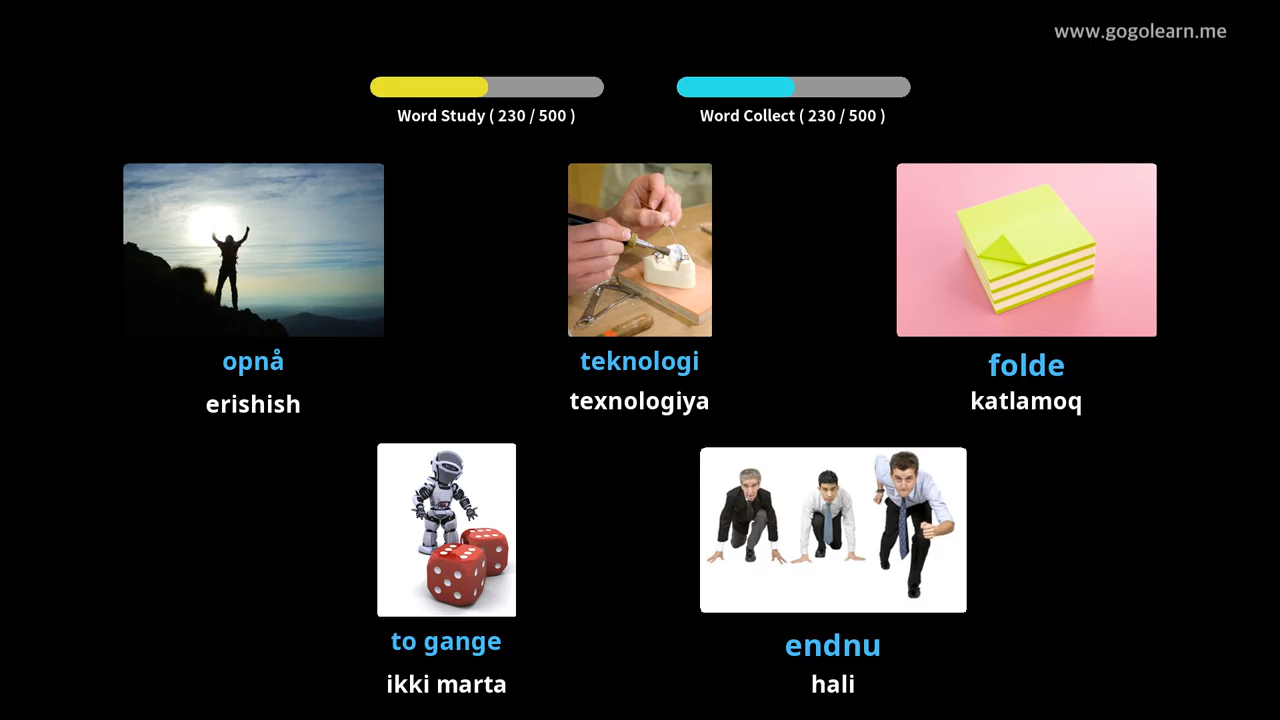 www.gogolearn.me
Word Study ( 230 / 500 )
Word Collect ( 230 / 500 )
opnå
erishish
teknologi
texnologiya
folde
katlamoq
to gange
ikki marta
endnu
hali